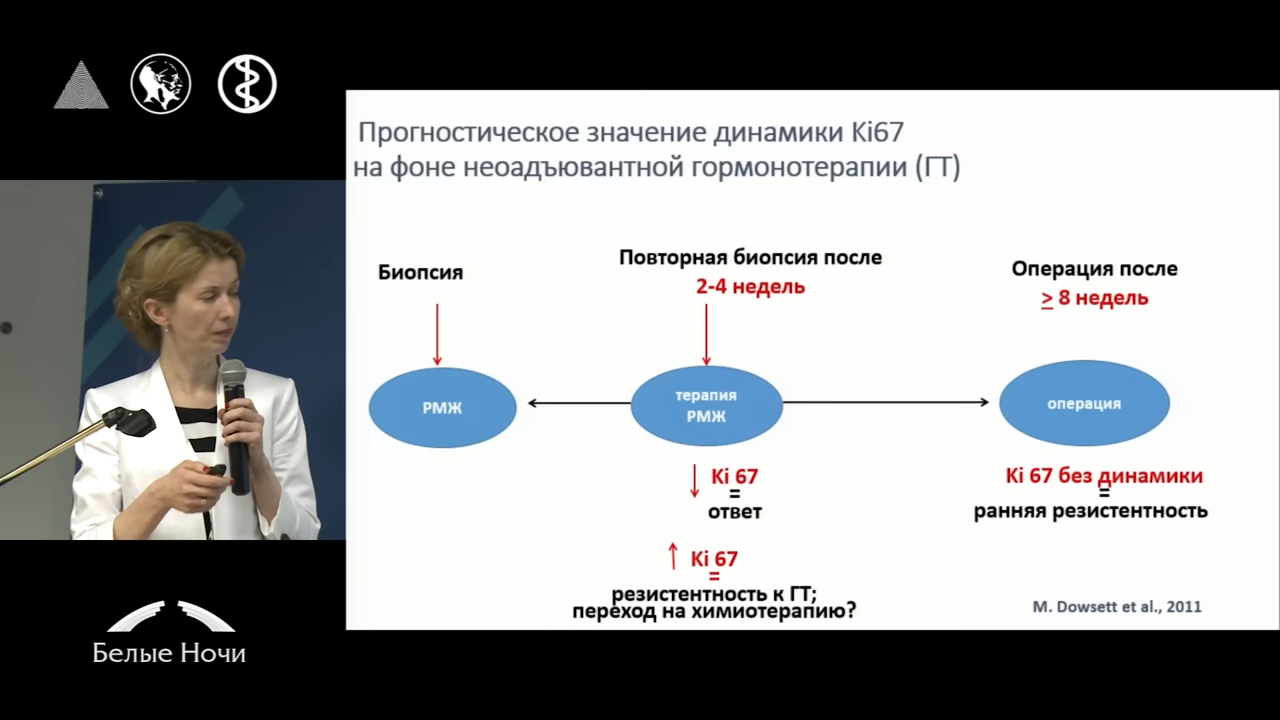 Прогностическое значение динамики Ki67
на фоне неоадъювантной гормонотерапии (ГТ)
Биопсия
Повторная биопсия после
2-4 недель
Операция после
≥ 8 недель
РМЖ
терапия
РМЖ
операция
↓ Ki 67
=
ответ
↑ Ki 67
=
резистентность к ГТ;
переход на химиотерапию?
Ki 67 без динамики
=
ранняя резистентность
M. Dowsett et al., 2011
Белые Ночи